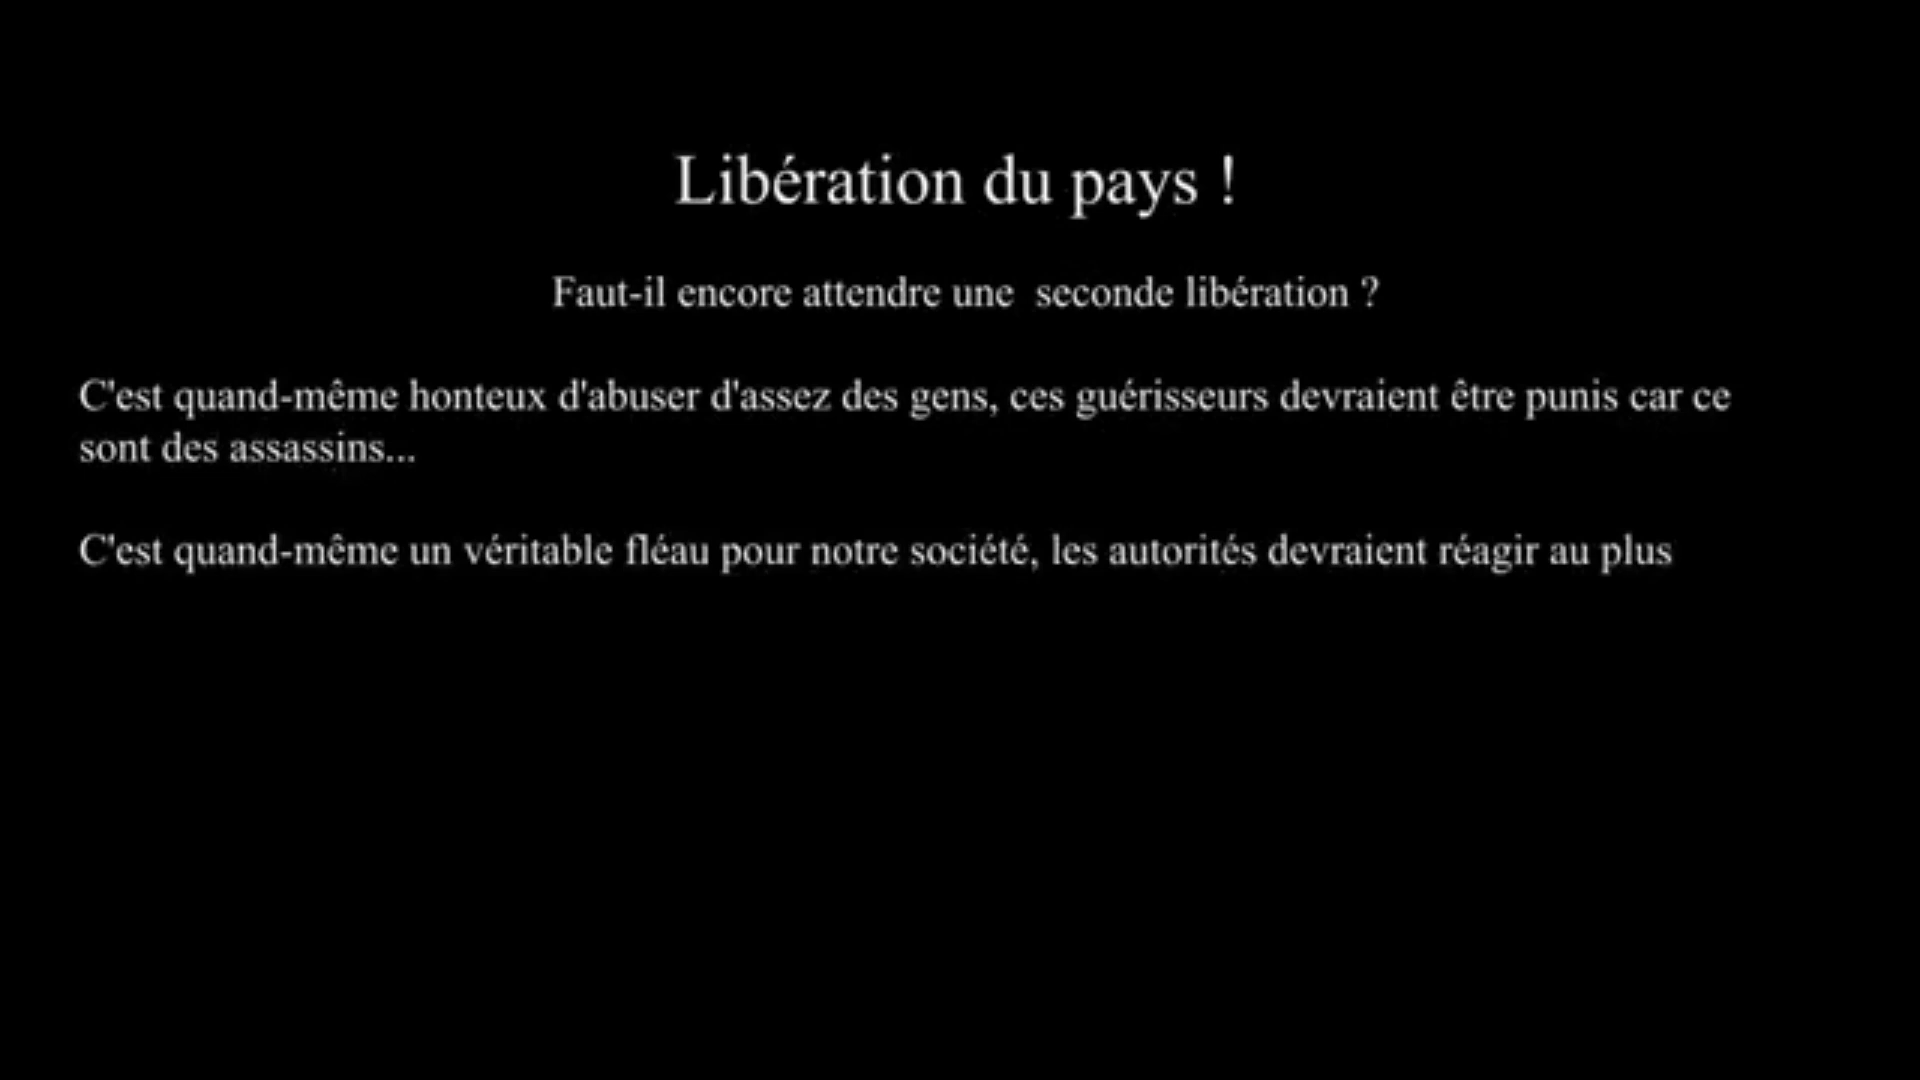 Libération du pays !
Faut-il encore attendre une  seconde libération ?
C'est quand-même honteux d'abuser d'assez des gens, ces guérisseurs devraient être punis car ce
sont des assassins...
C'est quand-même un véritable fléau pour notre société, les autorités devraient réagir au plus